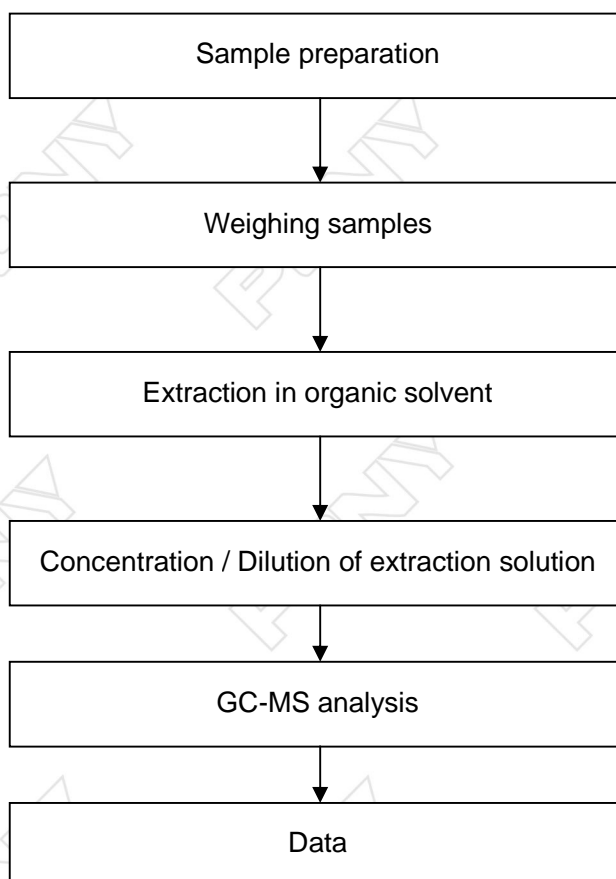 Sample preparation
Weighing samples
Extraction in organic solvent
Concentration / Dilution of extraction solution
GC-MS analysis
Data